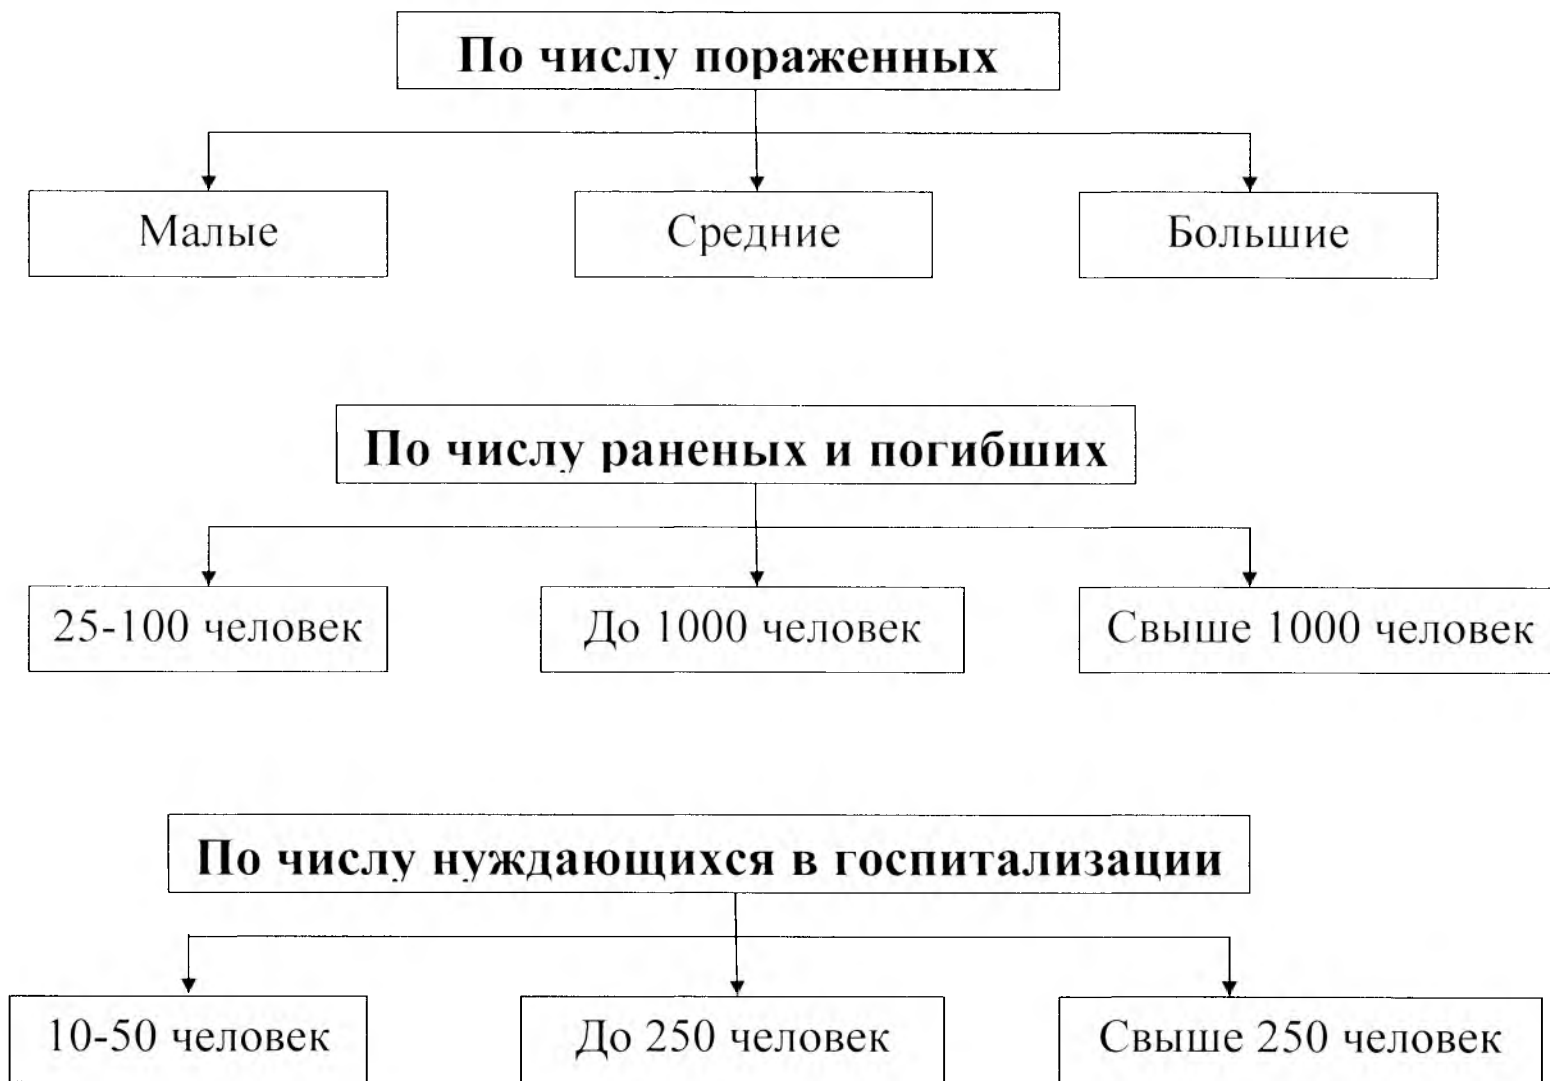 По числу пораженных
Малые
Средние
Большие
По числу раненых и погибших
25-100 человек
До 1000 человек
Свыше 1000 человек
По числу нуждающихся в госпитализации
10-50 человек
До 250 человек
Свыше 250 человек